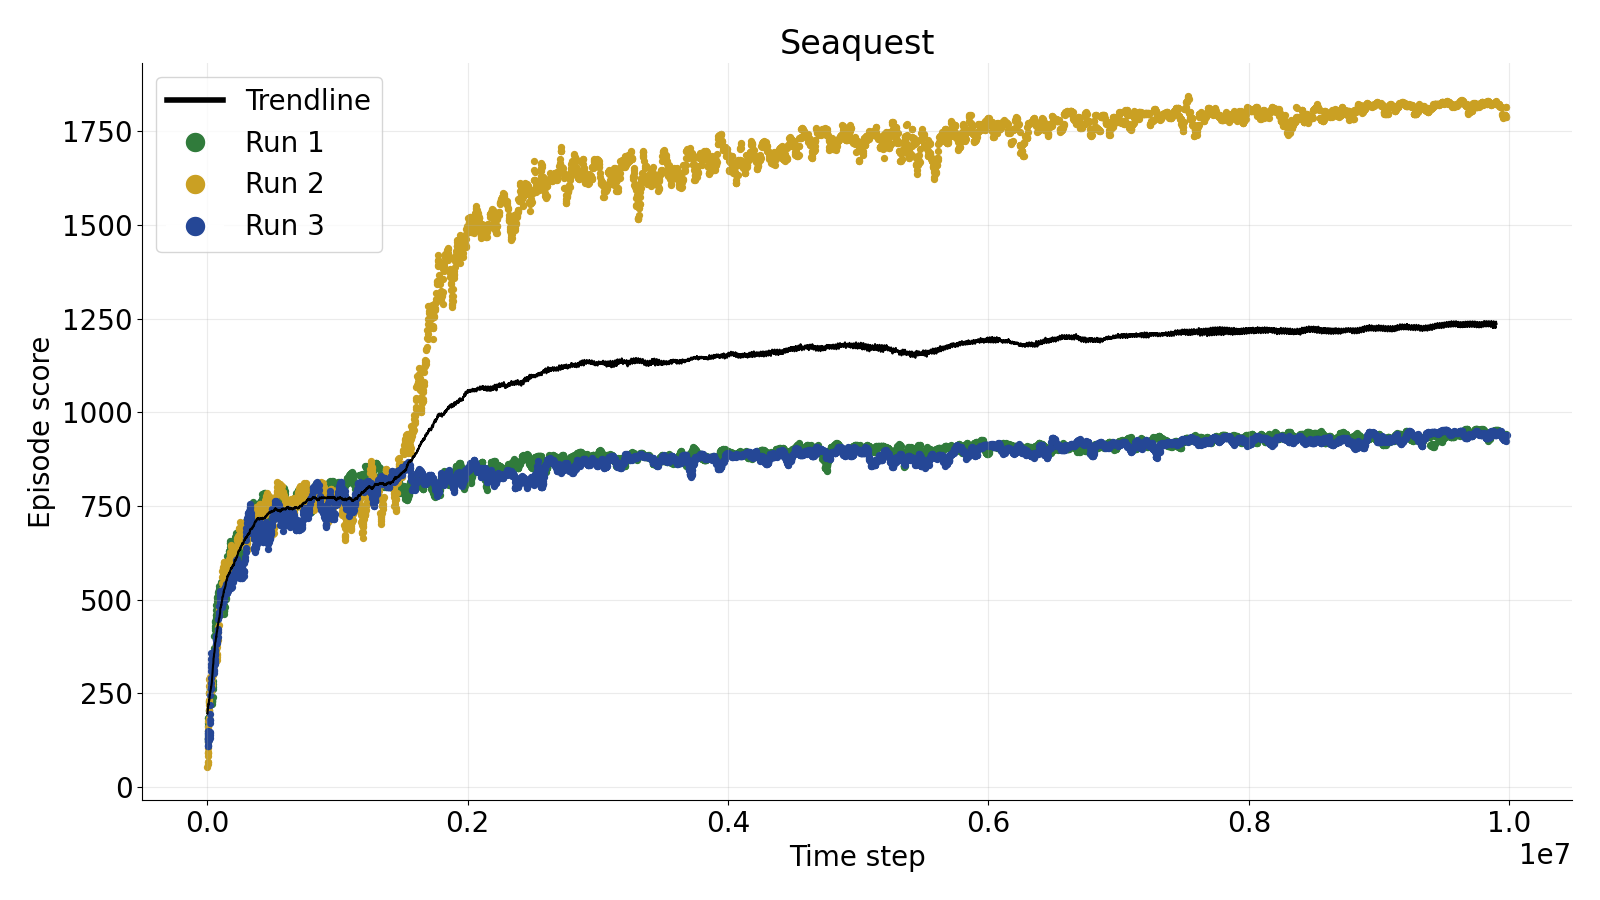 Seaquest
Trendline
Run 1
Run 2
Run 3
Episode score
1750
1500
1250
1000
750
500
250
0
0.0 0.2 0.4 0.6 0.8 1.0
1e7
Time step